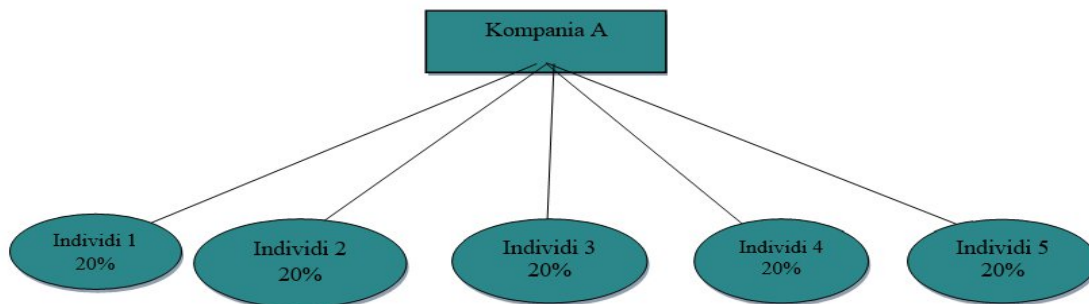 Kompania A
Individi 1
20%
Individi 2
20%
Individi 3
20%
Individi 4
20%
Individi 5
20%